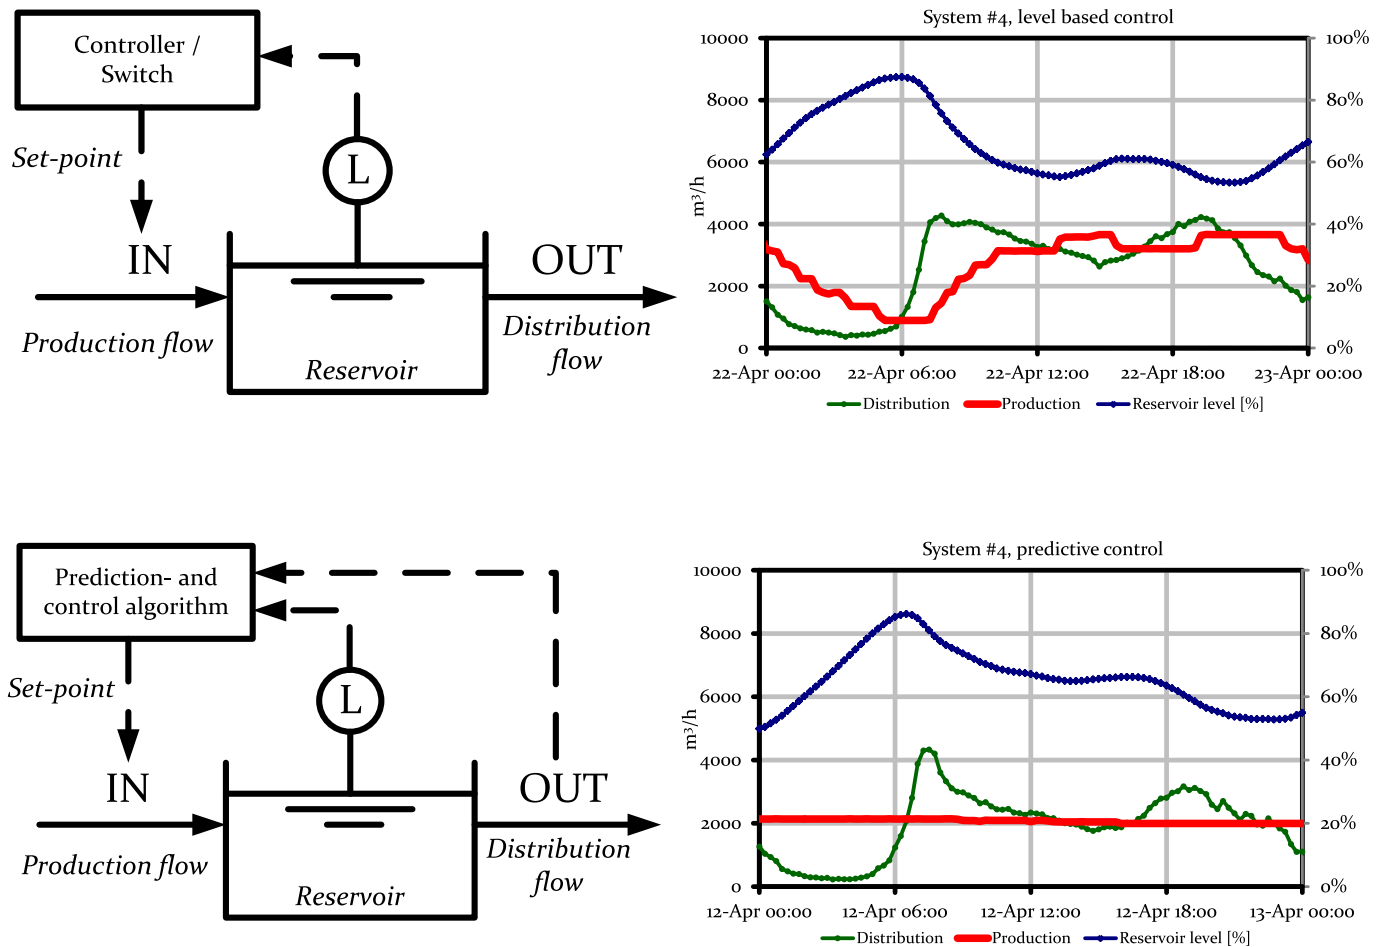 Controller /
Switch
Set-point
L
IN
OUT
Production flow
Distribution
flow
Reservoir
System #4, level based control
10000
8000
6000
4000
2000
0
m³/h
100%
80%
60%
40%
20%
0%
22-Apr 00:00
22-Apr 06:00
22-Apr 12:00
22-Apr 18:00
23-Apr 00:00
Distribution
Production
Reservoir level [%]
Prediction- and
control algorithm
Set-point
L
IN
OUT
Production flow
Distribution
flow
Reservoir
System #4, predictive control
10000
8000
6000
4000
2000
0
m³/h
100%
80%
60%
40%
20%
0%
12-Apr 00:00
12-Apr 06:00
12-Apr 12:00
12-Apr 18:00
13-Apr 00:00
Distribution
Production
Reservoir level [%]